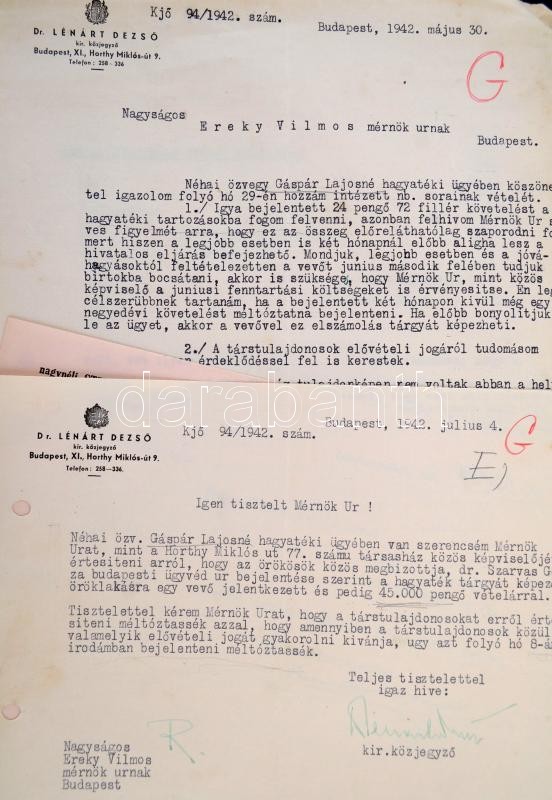 Dr. LÉNÁRT DEZSŐ
kir. közjegyző
Budapest, XI., Horthy Miklós-út 9.
Telefon: 258-336
Kjő 94/1942. szám.
Budapest, 1942. május 30.
G
Nagyságos
Ereky Vilmos mérnök urnak
Budapest.
Néhai özvegy Gáspár Lajosné hagyatéki ügyében köszöne
tel igazolom folyó hó 29-én hozzám intézett nb. sorainak vételét.
1./ Igya bejelentett 24 pengő 72 fillér követelést a
hagyatéki tartozásokba fogom felvenni, azonban felhivom Mérnök Ur s
ves figyelmét arra, hogy ez az összeg előreláthatólag szaporodni fo
mert hiszen a legjobb esetben is két hónapnál előbb aligha lesz a
hivatalos eljárás befejezhető. Mondjuk, legjobb esetben és a jóvá-
hagyásoktól feltételezetten a vevőt junius második felében tudjuk
birtokba bocsátani, akkor is szükséges, hogy Mérnök Ur, mint közös
képviselő a juniusi fenntartási költségeket is érvényesitse. Én leg
célszerübbnek tartanám, ha a bejelentett két hónapon kivül még egy
negyedévi követelést méltóztatna bejelenteni. Ha előbb bonyolitjuk
le az ügyet, akkor a vevővel ez elszámolás tárgyát képezheti.
2./ A társtulajdonosok elővételi jogáról tudomásom
n érdeklődéssel fel is kerestek.
tulajdonképen nem voltak abban a hel
darabanth
Dr. LÉNÁRT DEZSŐ
kir. közjegyző
Budapest, XI., Horthy Miklós-út 9.
Telefon: 258-336.
Kjő 94/1942. szám.
Budapest, 1942. julius 4.
G
E)
Igen tisztelt Mérnök Ur !
Néhai özv. Gáspár Lajosné hagyatéki ügyében van szerencsém Mérnök
Urat, mint a Horthy Miklós ut 77. számu társasház közös képviselőjé
értesiteni arról, hogy az örökösök közös megbizottja, dr. Szarvas G
za budapesti ügyvéd ur bejelentése szerint a hagyaték tárgyát képez
öröklakásra egy vevő jelentkezett és pedig 45.000 pengő vételárral.
Tisztelettel kérem Mérnök Urat, hogy a társtulajdonosokat erről érte
siteni méltóztassék azzal, hogy amennyiben a társtulajdonosok közül
valamelyik elővételi jogát gyakorolni kivánja, ugy azt folyó hó 8-á
irodámban bejelenteni méltóztassék.
Teljes tisztelettel
igaz hive:
kir.közjegyző
R.
Nagyságos
Ereky Vilmos
mérnök urnak
Budapest